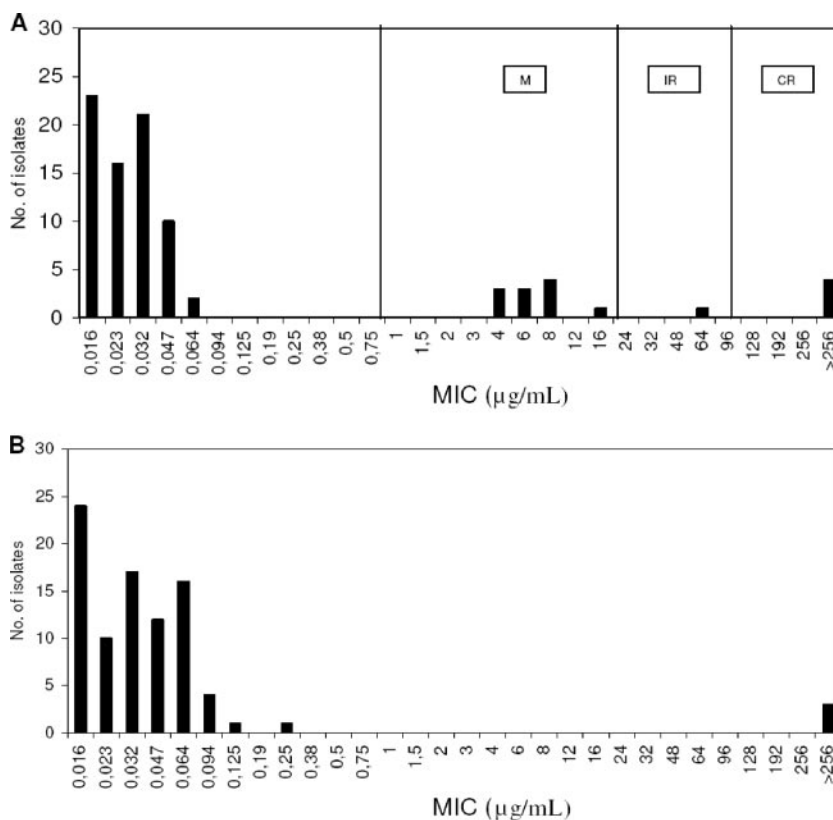 A
30
25
20
15
10
5
0
No. of isolates
M
IR
CR
0,016 0,023 0,032 0,047 0,064 0,094 0,125 0,19 0,25 0,38 0,5 0,75 1 1,5 2 3 4 6 8 12 16 24 32 48 64 96 128 192 256 >256
MIC (µg/mL)
B
30
25
20
15
10
5
0
No. of isolates
0,016 0,023 0,032 0,047 0,064 0,094 0,125 0,19 0,25 0,38 0,5 0,75 1 1,5 2 3 4 6 8 12 16 24 32 48 64 96 128 192 256 >256
MIC (µg/mL)